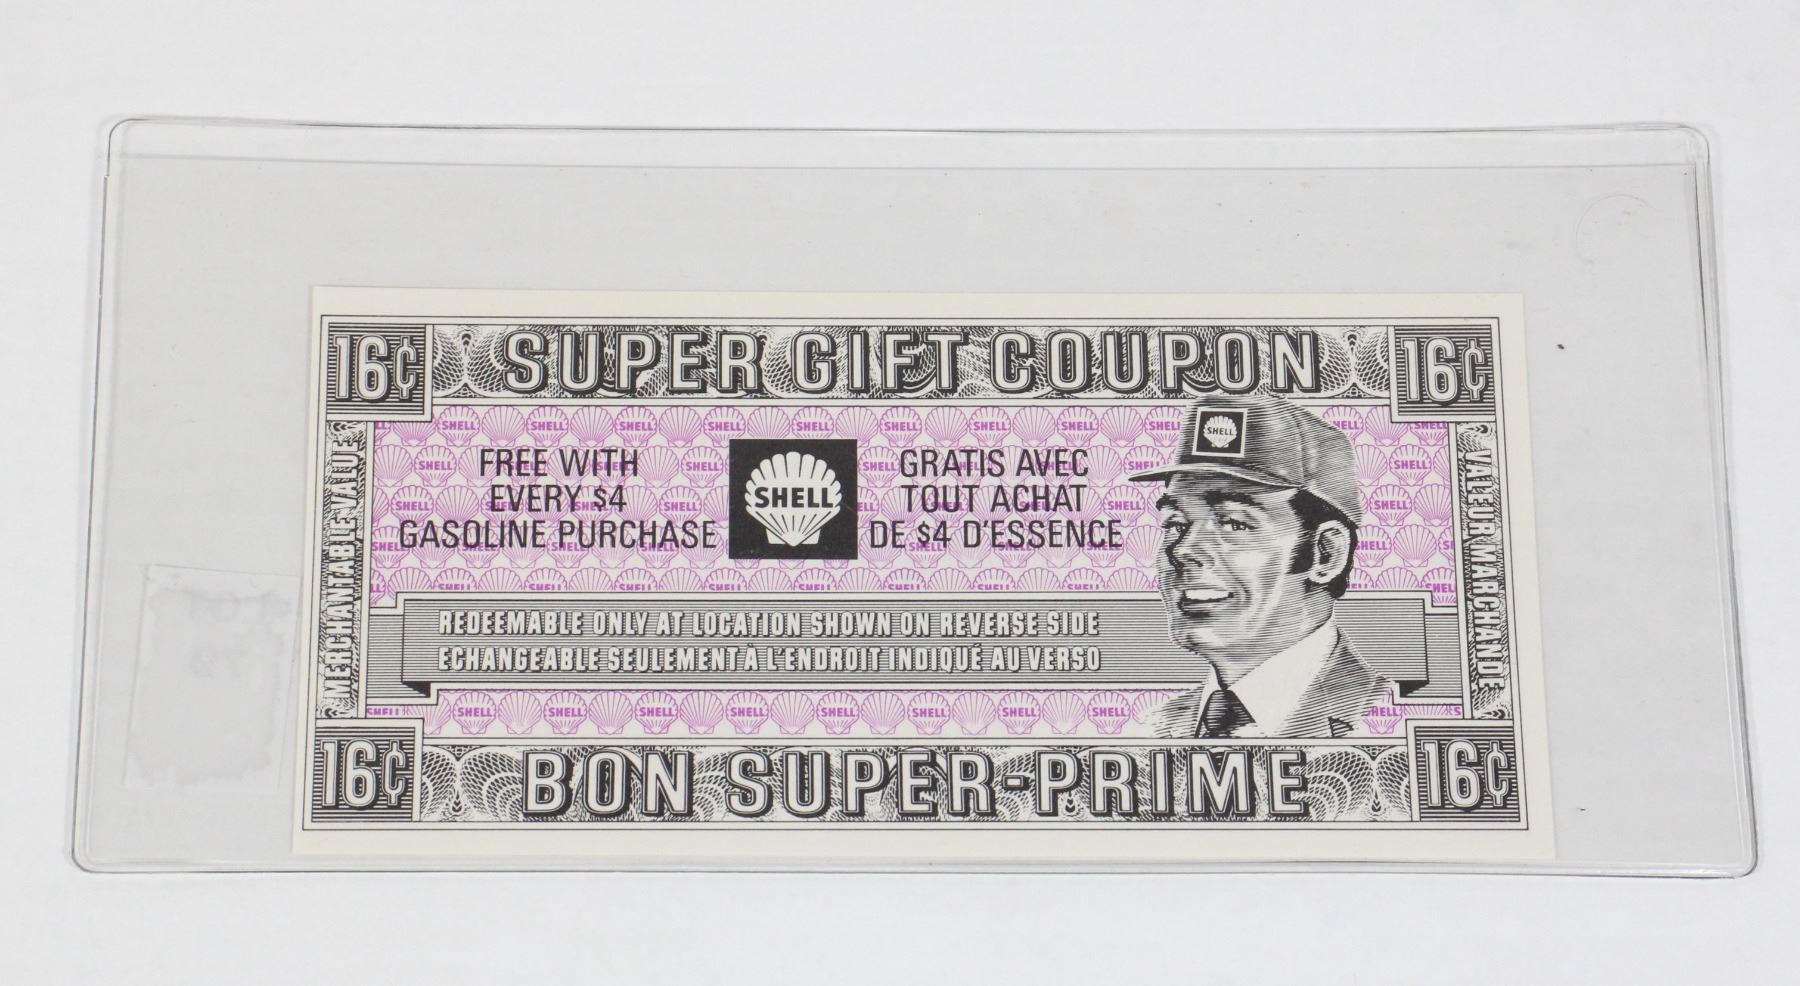 16¢ SUPER GIFT COUPON 16¢
FREE WITH
EVERY $4
GASOLINE PURCHASE
SHELL
GRATIS AVEC
TOUT ACHAT
DE $4 D'ESSENCE
SHELL
MERCHANTABLE VALUE
VALEUR MARCHANDE
REDEEMABLE ONLY AT LOCATION SHOWN ON REVERSE SIDE
ECHANGEABLE SEULEMENT À L'ENDROIT INDIQUÉ AU VERSO
16¢ BON SUPER-PRIME 16¢